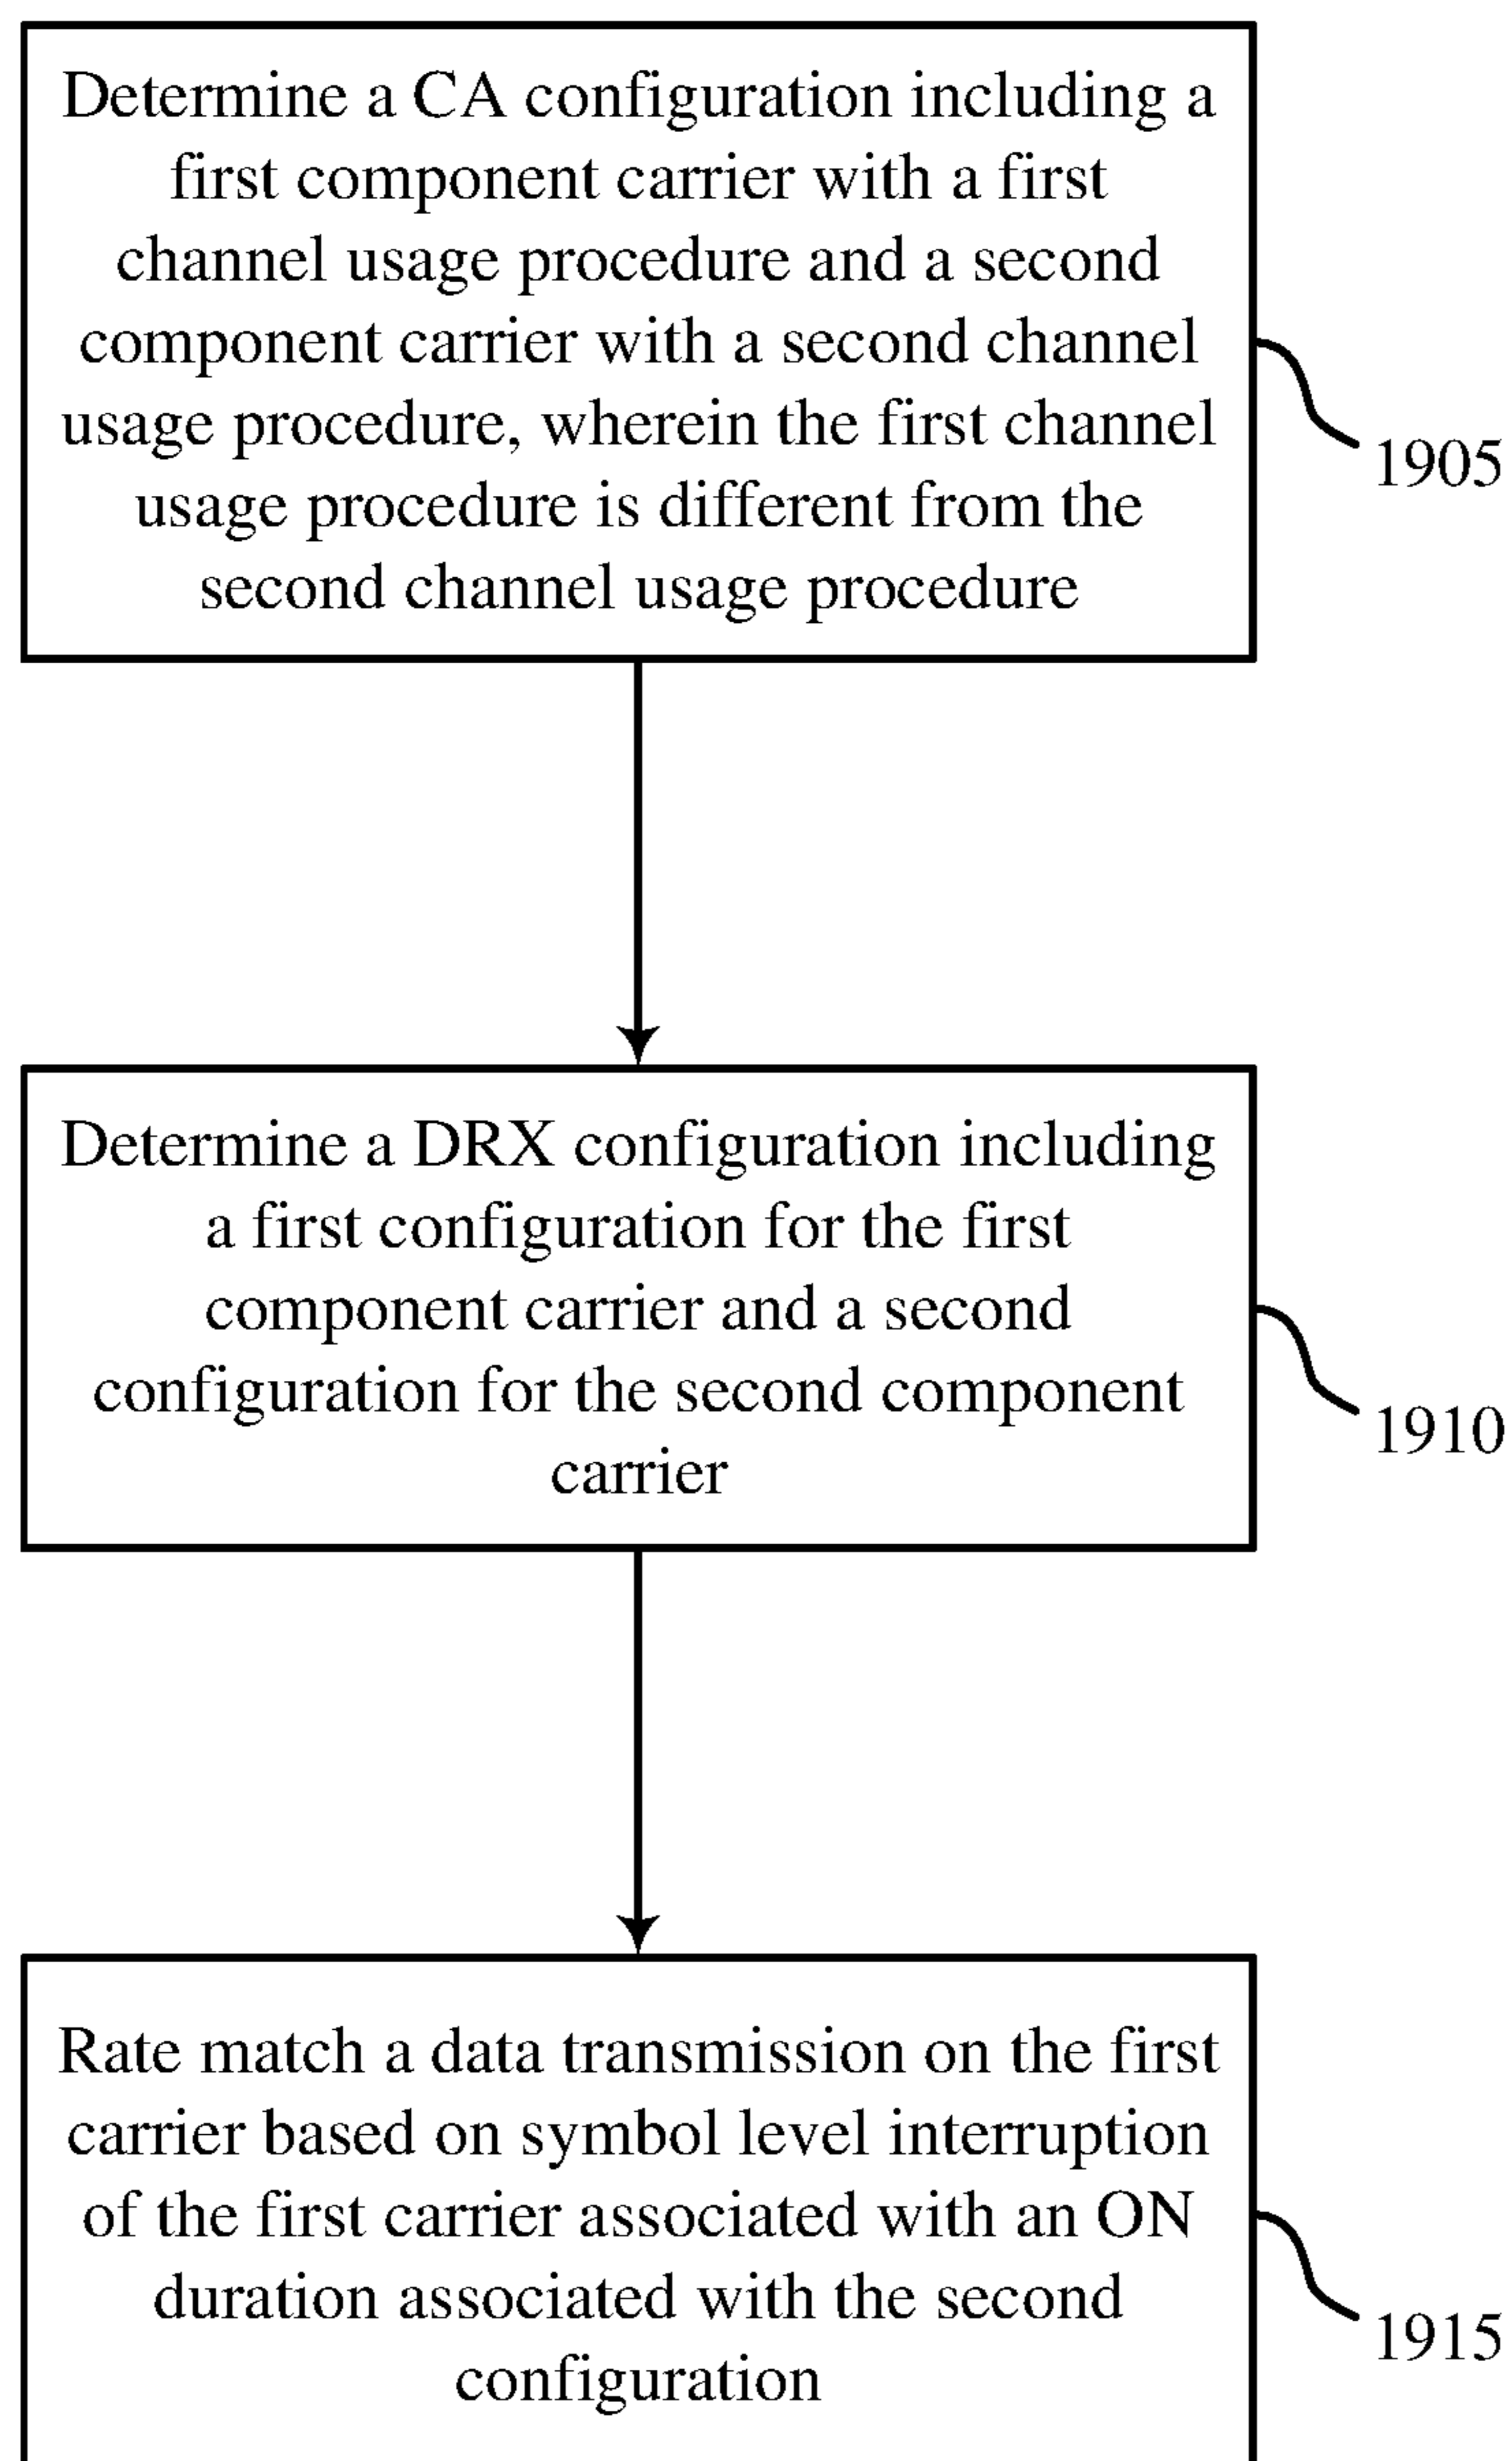 Determine a CA configuration including a
first component carrier with a first
channel usage procedure and a second
component carrier with a second channel
usage procedure, wherein the first channel
usage procedure is different from the
second channel usage procedure
1905
Determine a DRX configuration including
a first configuration for the first
component carrier and a second
configuration for the second component
carrier
1910
Rate match a data transmission on the first
carrier based on symbol level interruption
of the first carrier associated with an ON
duration associated with the second
configuration
1915